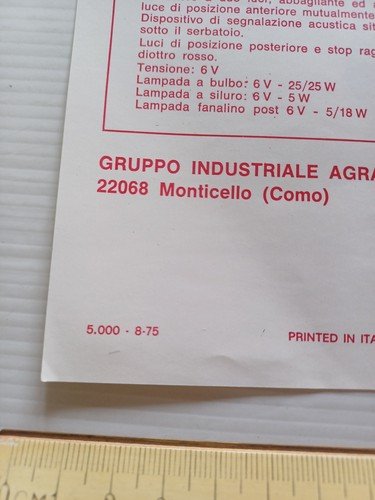 luce di posizione anteriore mutualmente
Dispositivo di segnalazione acustica sit
sotto il serbatoio.
Luci di posizione posteriore e stop rag
diottro rosso.
Tensione: 6 V
Lampada a bulbo: 6 V - 25/25 W
Lampada a siluro: 6 V - 5 W
Lampada fanalino post 6 V - 5/18 W
GRUPPO INDUSTRIALE AGRA
22068 Monticello (Como)
5.000 - 8-75
PRINTED IN ITA